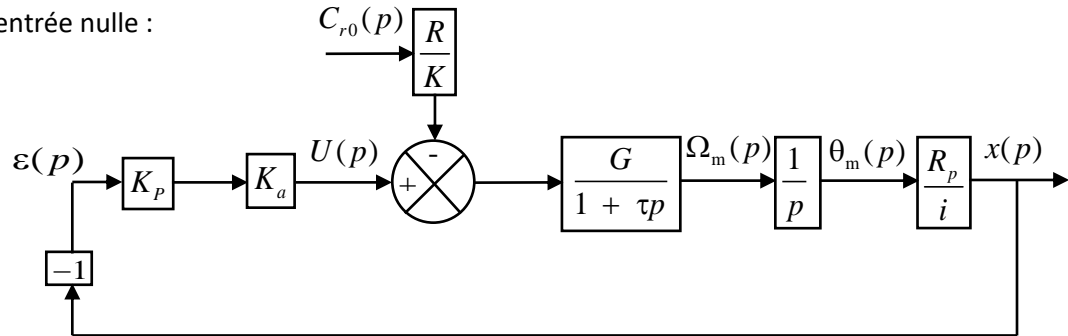 entrée nulle :
C_{r0}(p)
R
K
ε(p)
K_P
K_a
U(p)
-
+
G
1 + τp
Ω_m(p)
1
p
θ_m(p)
R_p
i
x(p)
−1